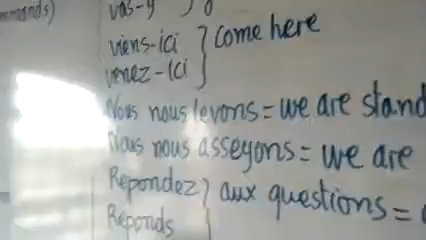 vas-y
viens-ici } come here
venez-ici
Nous nous levons = we are stand
Nous nous asseyons = we are
Repondez } aux questions =
Reponds